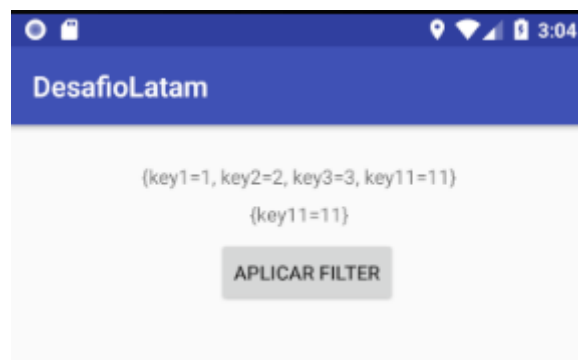 3:04
DesafioLatam
{key1=1, key2=2, key3=3, key11=11}
{key11=11}
APLICAR FILTER